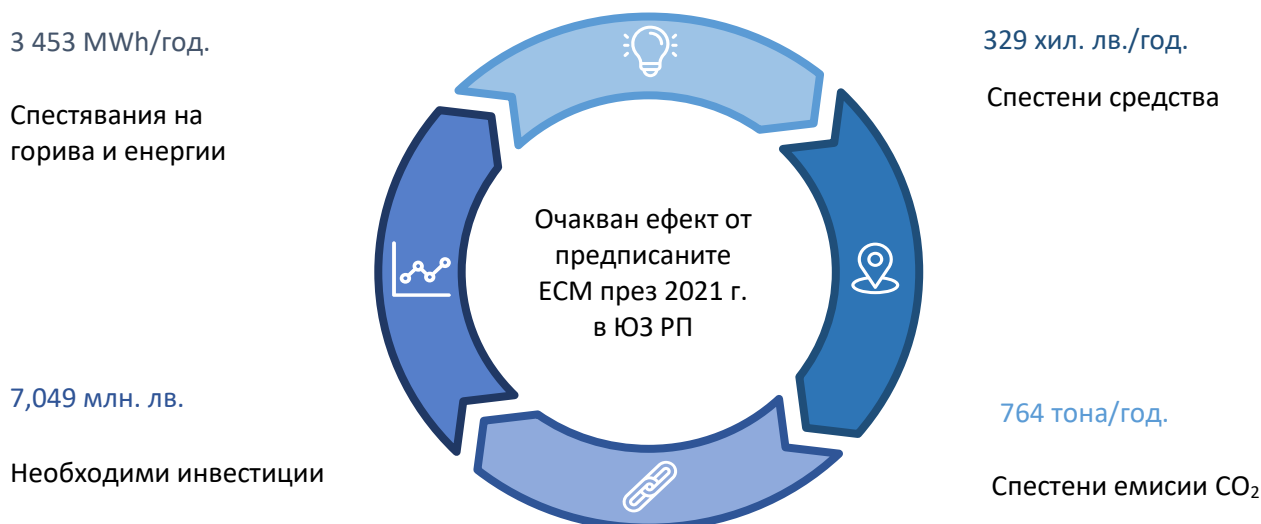 3 453 MWh/год.
Спестявания на
горива и енергии
329 хил. лв./год.
Спестени средства
Очакван ефект от
предписаните
ЕСМ през 2021 г.
в ЮЗ РП
7,049 млн. лв.
Необходими инвестиции
764 тона/год.
Спестени емисии CO₂